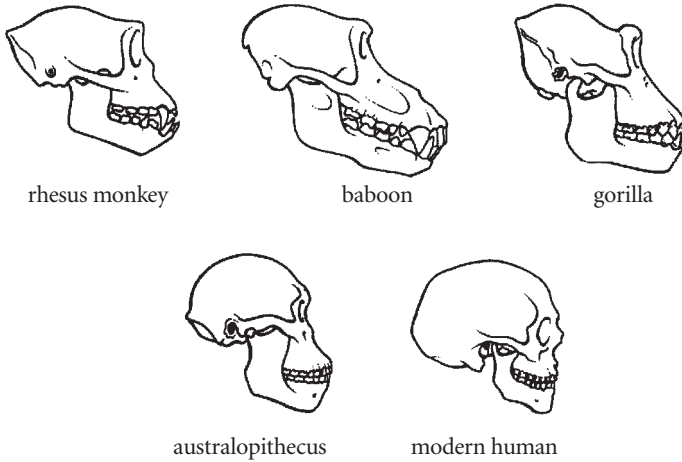 rhesus monkey
baboon
gorilla
australopithecus
modern human